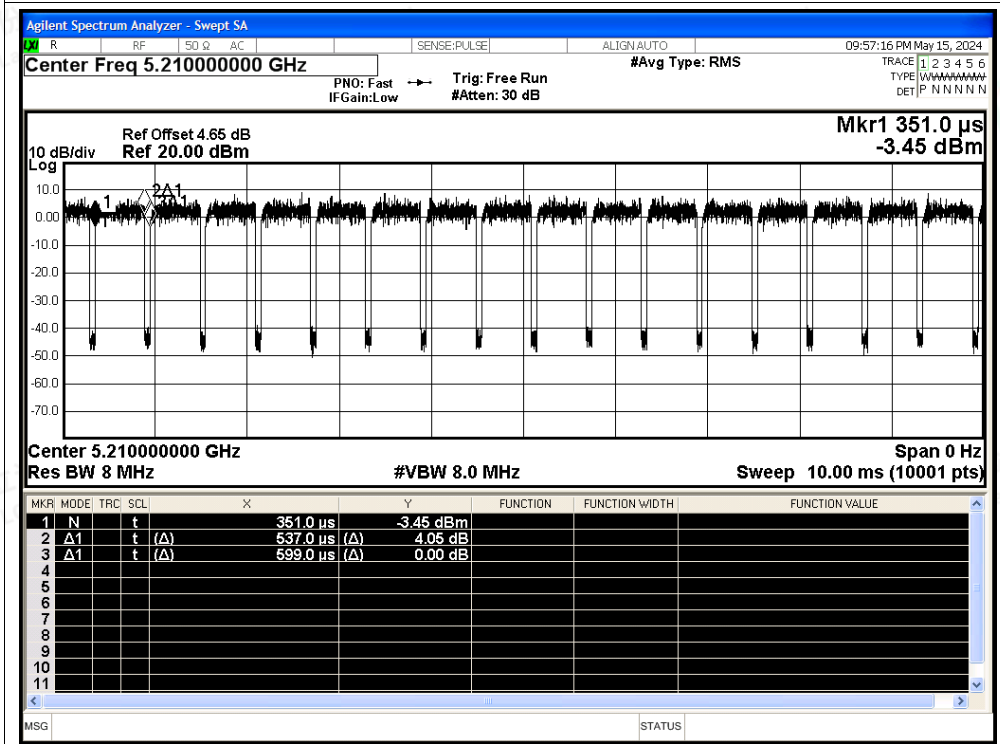 Agilent Spectrum Analyzer - Swept SA
LXI R RF 50 Ω AC SENSE:PULSE ALIGN AUTO 09:57:16 PM May 15, 2024
Center Freq 5.210000000 GHz
PNO: Fast
IFGain:Low
Trig: Free Run
#Atten: 30 dB
#Avg Type: RMS
TRACE 1 2 3 4 5 6
TYPE W
DET P N N N N N
Mkr1 351.0 µs
-3.45 dBm
Ref Offset 4.65 dB
10 dB/div Ref 20.00 dBm
Log
10.0
0.00
-10.0
-20.0
-30.0
-40.0
-50.0
-60.0
-70.0
1
2Δ1
Center 5.210000000 GHz Span 0 Hz
Res BW 8 MHz #VBW 8.0 MHz Sweep 10.00 ms (10001 pts)
MKR MODE TRC SCL X Y FUNCTION FUNCTION WIDTH FUNCTION VALUE
1 N t 351.0 µs -3.45 dBm
2 Δ1 t (Δ) 537.0 µs (Δ) 4.05 dB
3 Δ1 t (Δ) 599.0 µs (Δ) 0.00 dB
4
5
6
7
8
9
10
11
MSG STATUS